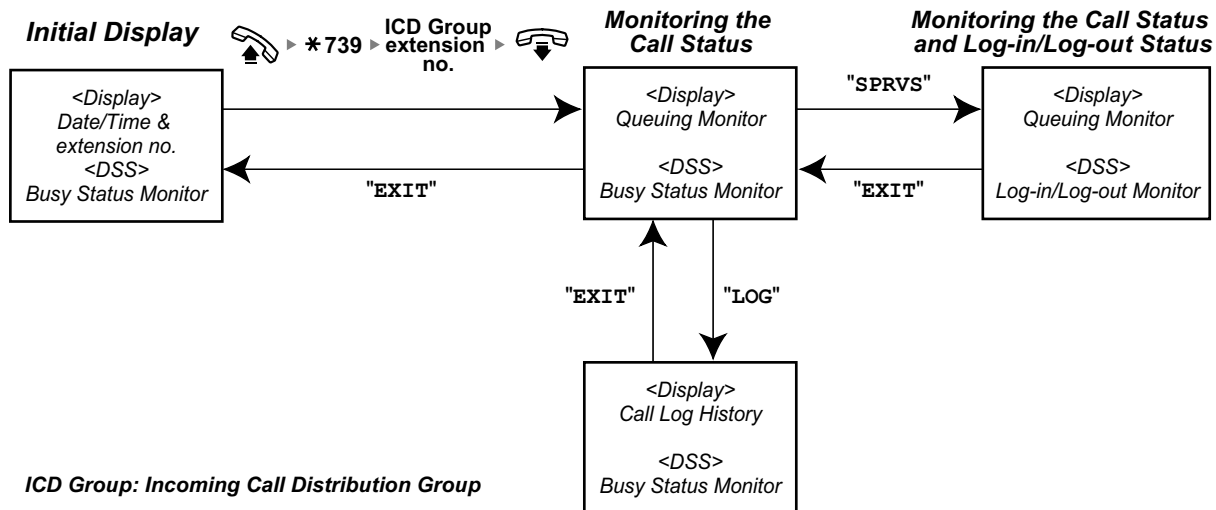 Initial Display
✱739
ICD Group
extension
no.
Monitoring the
Call Status
Monitoring the Call Status
and Log-in/Log-out Status
<Display>
Date/Time &
extension no.
<DSS>
Busy Status Monitor
"EXIT"
<Display>
Queuing Monitor
<DSS>
Busy Status Monitor
"SPRVS"
"EXIT"
<Display>
Queuing Monitor
<DSS>
Log-in/Log-out Monitor
"EXIT"
"LOG"
<Display>
Call Log History
<DSS>
Busy Status Monitor
ICD Group: Incoming Call Distribution Group